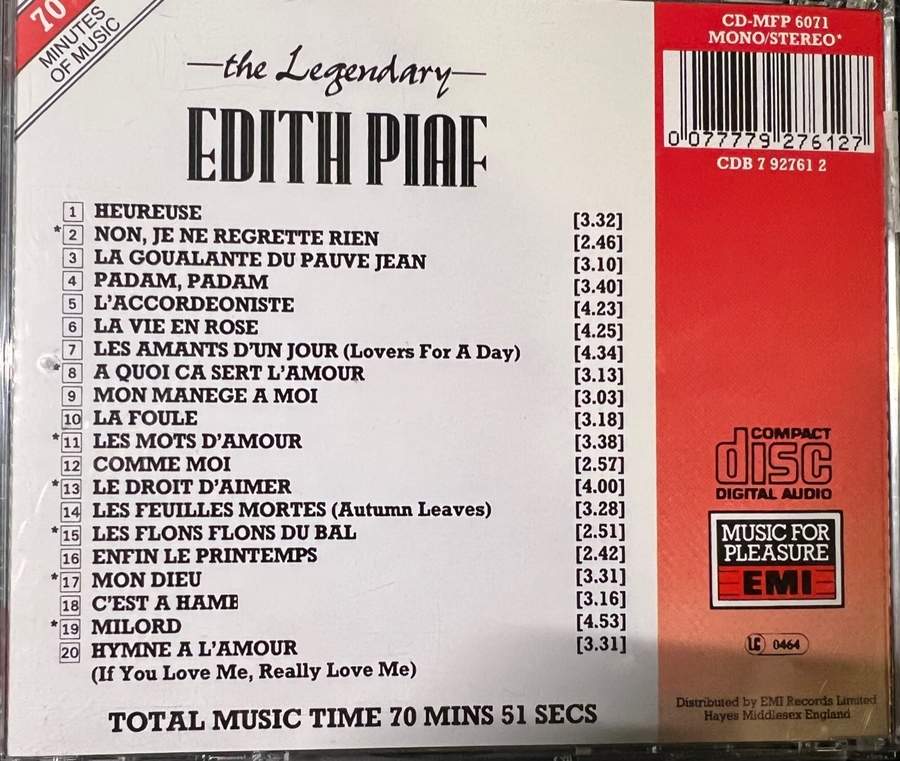 70
MINUTES
OF MUSIC
the Legendary
EDITH PIAF
1 HEUREUSE [3.32]
*2 NON, JE NE REGRETTE RIEN [2.46]
3 LA GOUALANTE DU PAUVE JEAN [3.10]
4 PADAM, PADAM [3.40]
5 L'ACCORDEONISTE [4.23]
6 LA VIE EN ROSE [4.25]
7 LES AMANTS D'UN JOUR (Lovers For A Day) [4.34]
*8 A QUOI CA SERT L'AMOUR [3.13]
9 MON MANEGE A MOI [3.03]
10 LA FOULE [3.18]
*11 LES MOTS D'AMOUR [3.38]
12 COMME MOI [2.57]
*13 LE DROIT D'AIMER [4.00]
14 LES FEUILLES MORTES (Autumn Leaves) [3.28]
*15 LES FLONS FLONS DU BAL [2.51]
16 ENFIN LE PRINTEMPS [2.42]
*17 MON DIEU [3.31]
18 C'EST A HAME [3.16]
*19 MILORD [4.53]
20 HYMNE A L'AMOUR [3.31]
(If You Love Me, Really Love Me)
TOTAL MUSIC TIME 70 MINS 51 SECS
CD-MFP 6071
MONO/STEREO*
0 077779 276127
CDB 7 92761 2
COMPACT
disc
DIGITAL AUDIO
MUSIC FOR
PLEASURE
EMI
LC 0464
Distributed by EMI Records Limited
Hayes Middlesex England